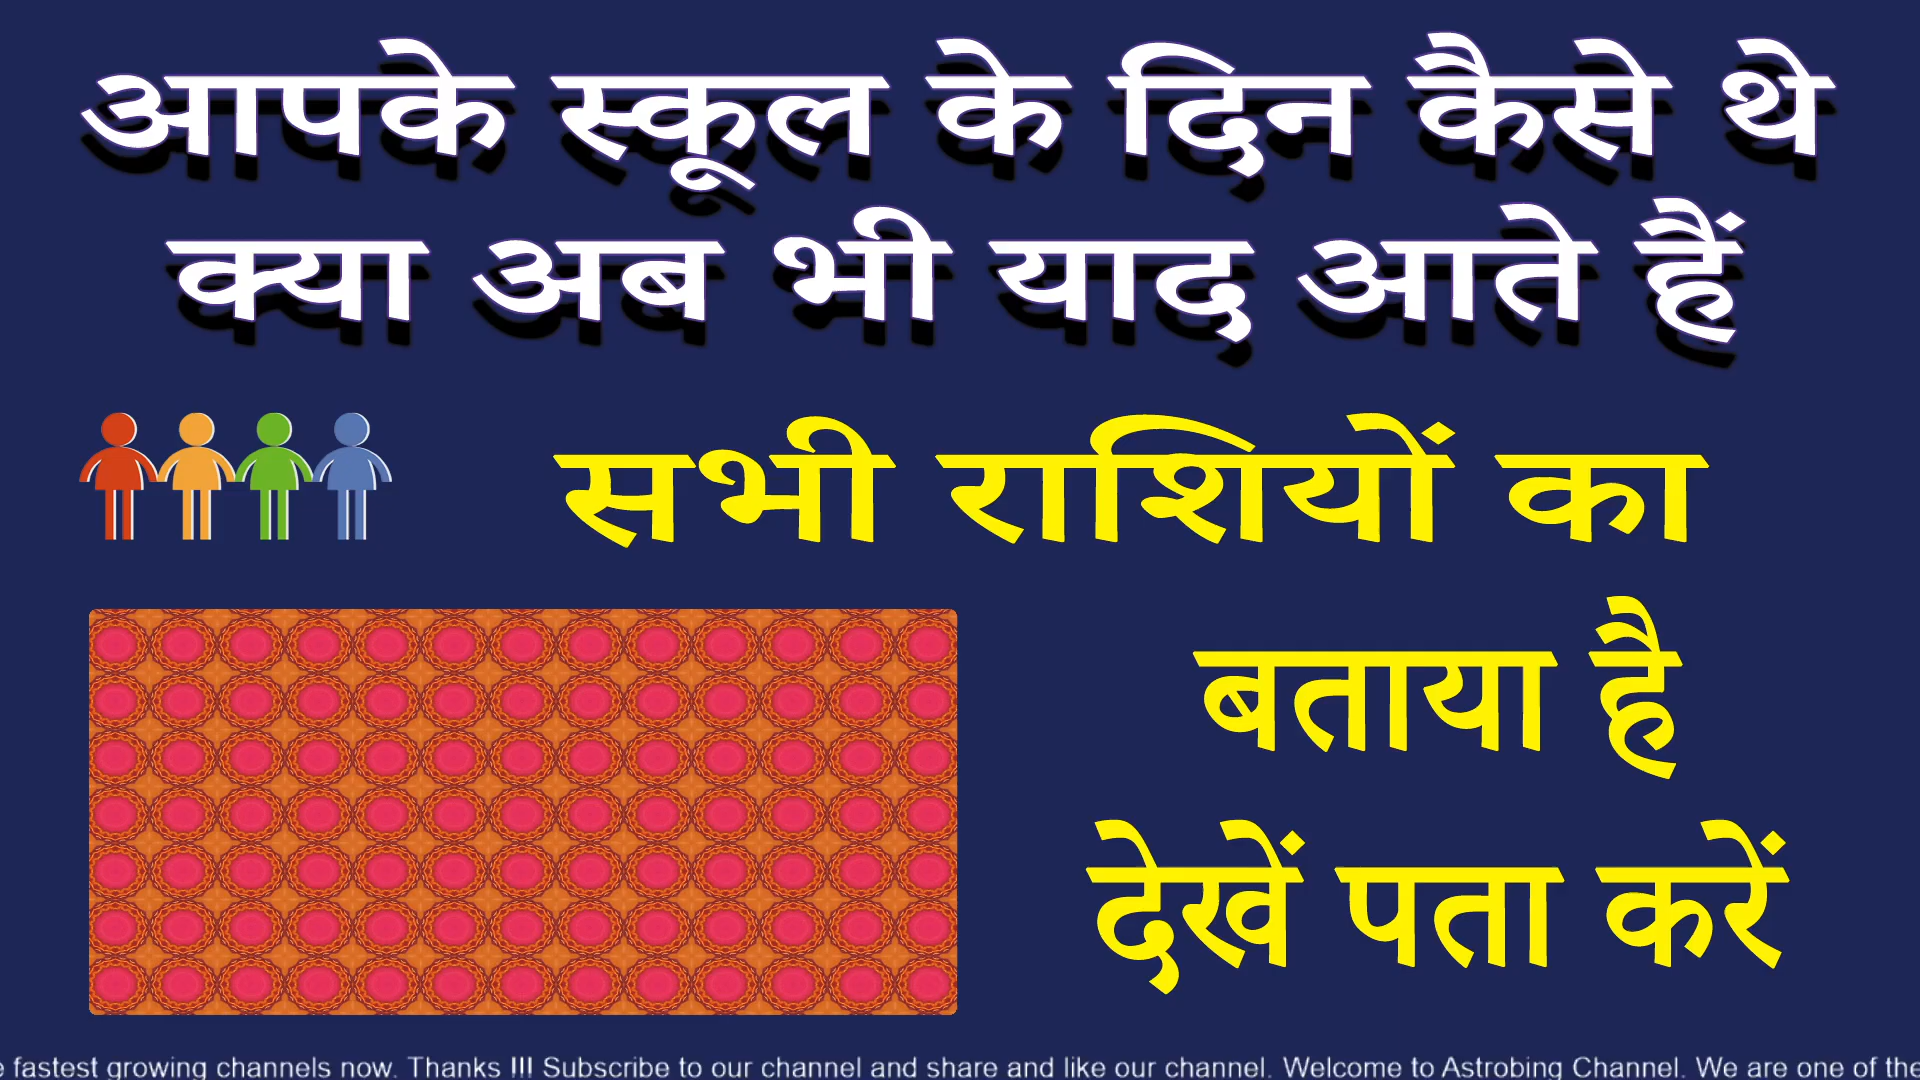 आपके स्कूल के दिन कैसे थे
क्या अब भी याद आते हैं
सभी राशियों का
बताया है
देखें पता करें
fastest growing channels now. Thanks !!! Subscribe to our channel and share and like our channel. Welcome to Astrobing Channel. We are one of the